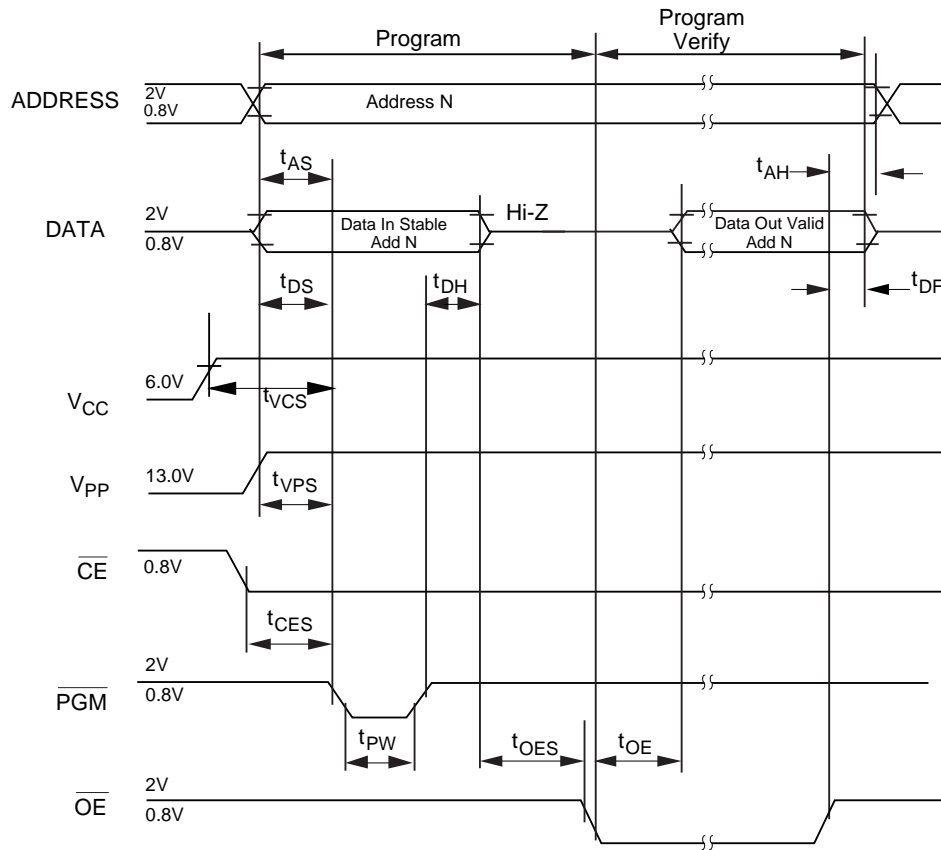 Program
Program
Verify
ADDRESS
2V
0.8V
Address N
tAS
tAH
DATA
2V
0.8V
Data In Stable
Add N
Hi-Z
Data Out Valid
Add N
tDS
tDH
tDF
VCC
6.0V
tVCS
VPP
13.0V
tVPS
CE
0.8V
tCES
PGM
2V
0.8V
tPW
tOES
tOE
OE
2V
0.8V